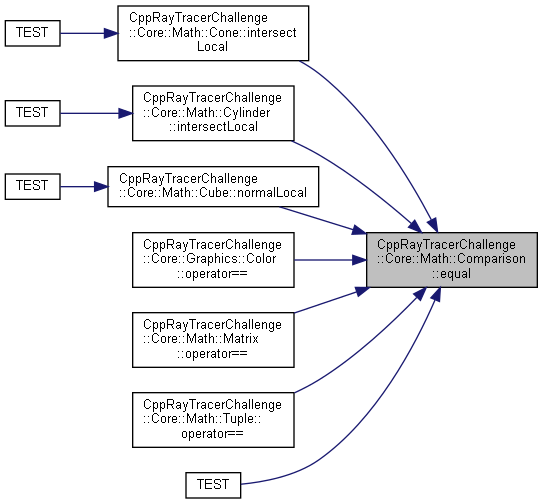 TEST
CppRayTracerChallenge
::Core::Math::Cone::intersect
Local
TEST
CppRayTracerChallenge
::Core::Math::Cylinder
::intersectLocal
TEST
CppRayTracerChallenge
::Core::Math::Cube::normalLocal
CppRayTracerChallenge
::Core::Graphics::Color
::operator==
CppRayTracerChallenge
::Core::Math::Comparison
::equal
CppRayTracerChallenge
::Core::Math::Matrix
::operator==
CppRayTracerChallenge
::Core::Math::Tuple::
operator==
TEST